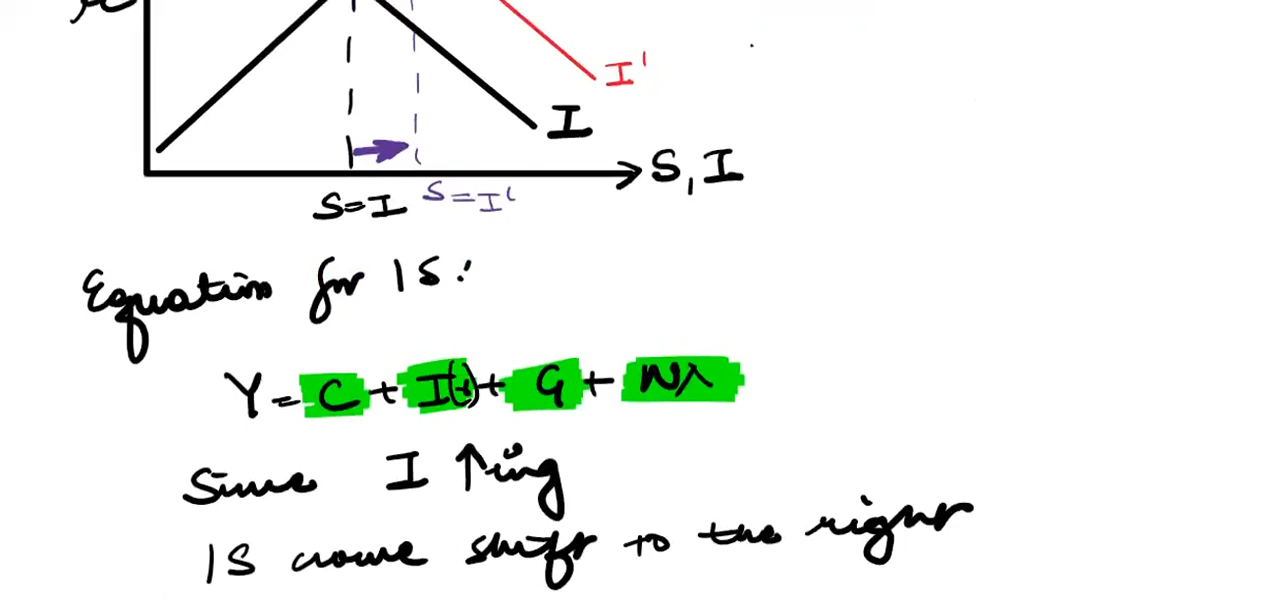 I'
I
S, I
S=I S=I'
Equation for IS:
Y = C + I(r) + G + NX
Since I ↑ing
IS curve shift to the right